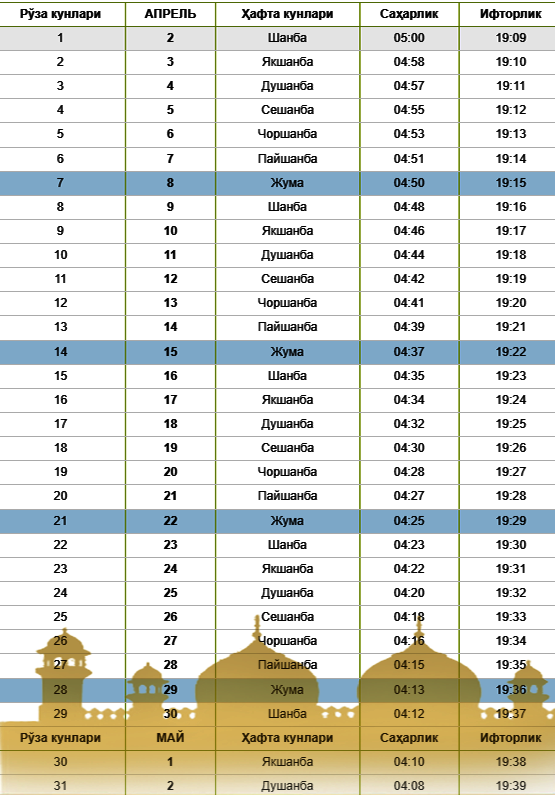 Рўза кунлари АПРЕЛЬ Ҳафта кунлари Саҳарлик Ифторлик
1 2 Шанба 05:00 19:09
2 3 Якшанба 04:58 19:10
3 4 Душанба 04:57 19:11
4 5 Сешанба 04:55 19:12
5 6 Чоршанба 04:53 19:13
6 7 Пайшанба 04:51 19:14
7 8 Жума 04:50 19:15
8 9 Шанба 04:48 19:16
9 10 Якшанба 04:46 19:17
10 11 Душанба 04:44 19:18
11 12 Сешанба 04:42 19:19
12 13 Чоршанба 04:41 19:20
13 14 Пайшанба 04:39 19:21
14 15 Жума 04:37 19:22
15 16 Шанба 04:35 19:23
16 17 Якшанба 04:34 19:24
17 18 Душанба 04:32 19:25
18 19 Сешанба 04:30 19:26
19 20 Чоршанба 04:28 19:27
20 21 Пайшанба 04:27 19:28
21 22 Жума 04:25 19:29
22 23 Шанба 04:23 19:30
23 24 Якшанба 04:22 19:31
24 25 Душанба 04:20 19:32
25 26 Сешанба 04:18 19:33
26 27 Чоршанба 04:16 19:34
27 28 Пайшанба 04:15 19:35
28 29 Жума 04:13 19:36
29 30 Шанба 04:12 19:37
Рўза кунлари МАЙ Ҳафта кунлари Саҳарлик Ифторлик
30 1 Якшанба 04:10 19:38
31 2 Душанба 04:08 19:39